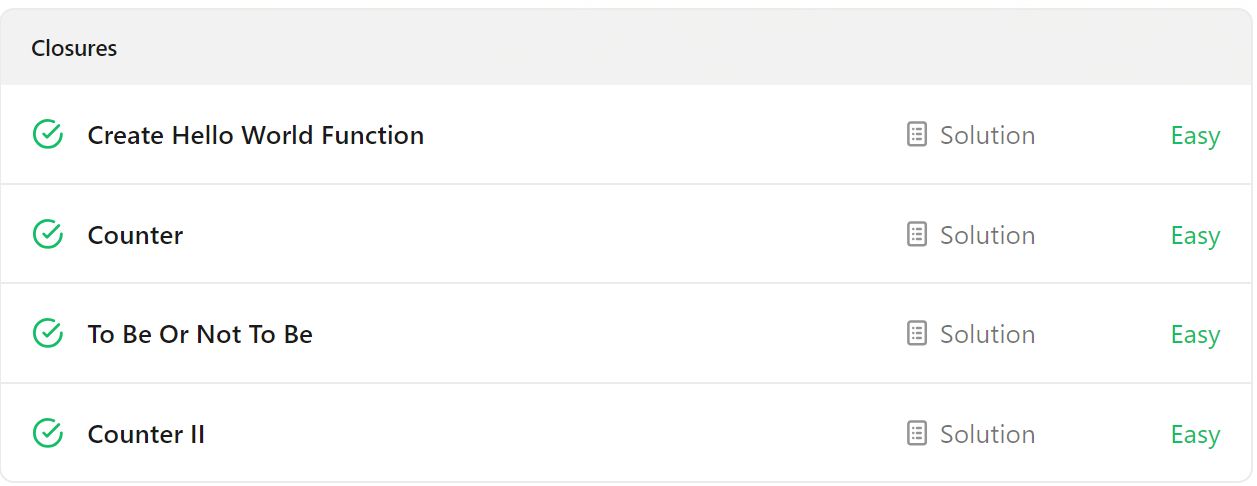 Closures
Create Hello World Function Solution Easy
Counter Solution Easy
To Be Or Not To Be Solution Easy
Counter II Solution Easy